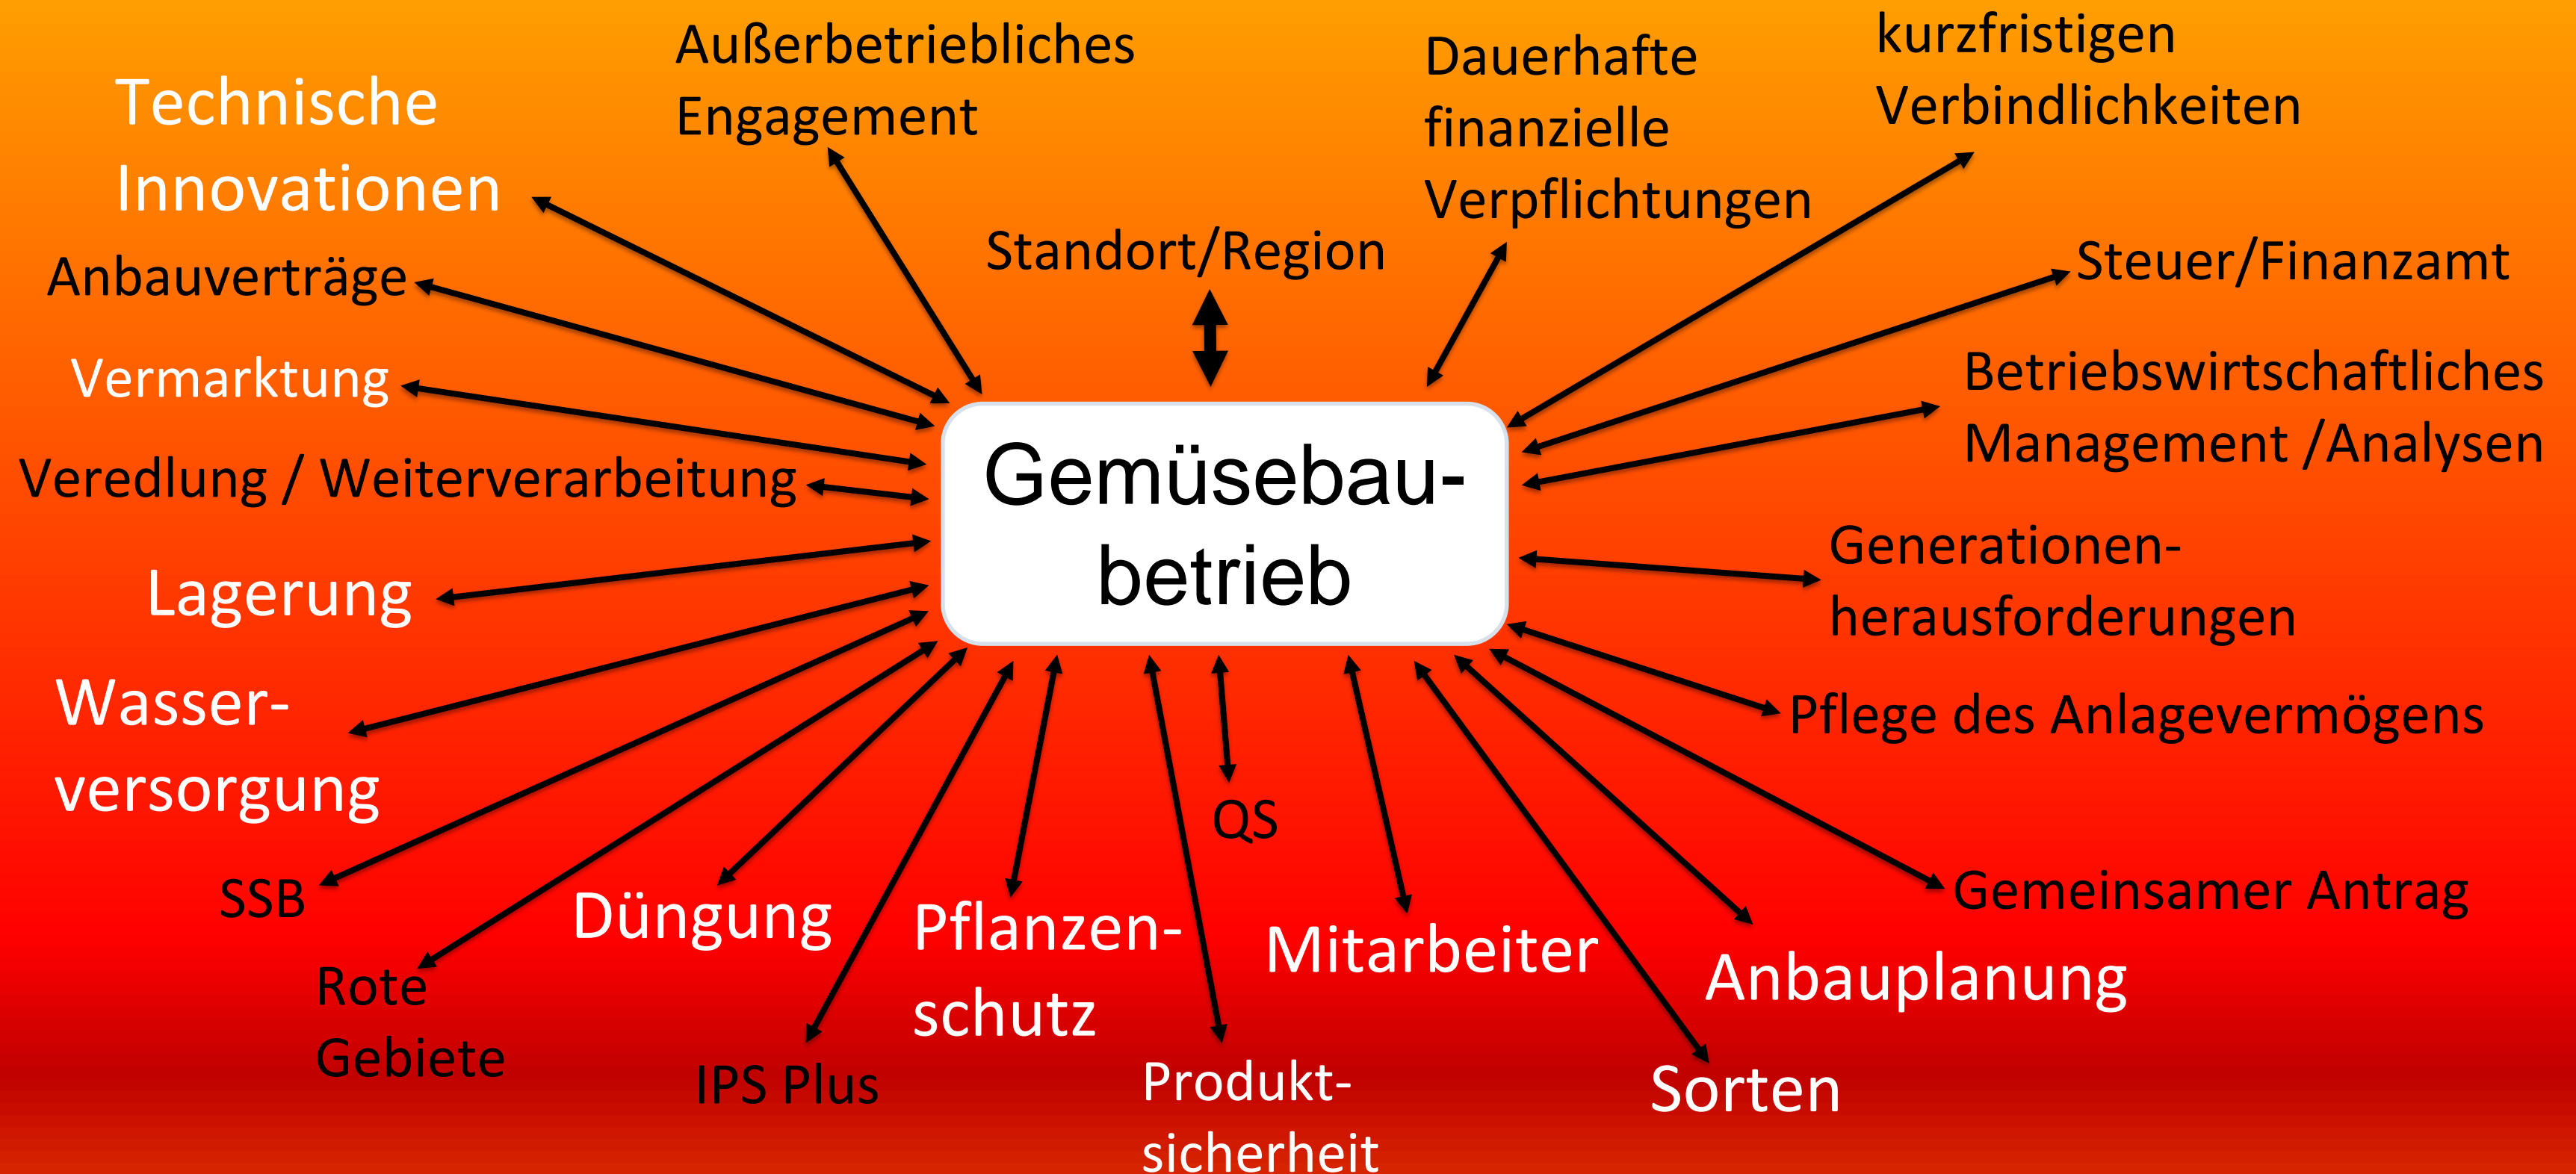 Außerbetriebliches
Engagement
Dauerhafte
finanzielle
Verpflichtungen
kurzfristigen
Verbindlichkeiten
Technische
Innovationen
Standort/Region
Steuer/Finanzamt
Anbauverträge
Vermarktung
Betriebswirtschaftliches
Management /Analysen
Veredlung / Weiterverarbeitung
Gemüsebau-
betrieb
Generationen-
herausforderungen
Lagerung
Wasser-
versorgung
Pflege des Anlagevermögens
QS
SSB
Gemeinsamer Antrag
Düngung
Pflanzen-
schutz
Mitarbeiter
Anbauplanung
Rote
Gebiete
IPS Plus
Produkt-
sicherheit
Sorten